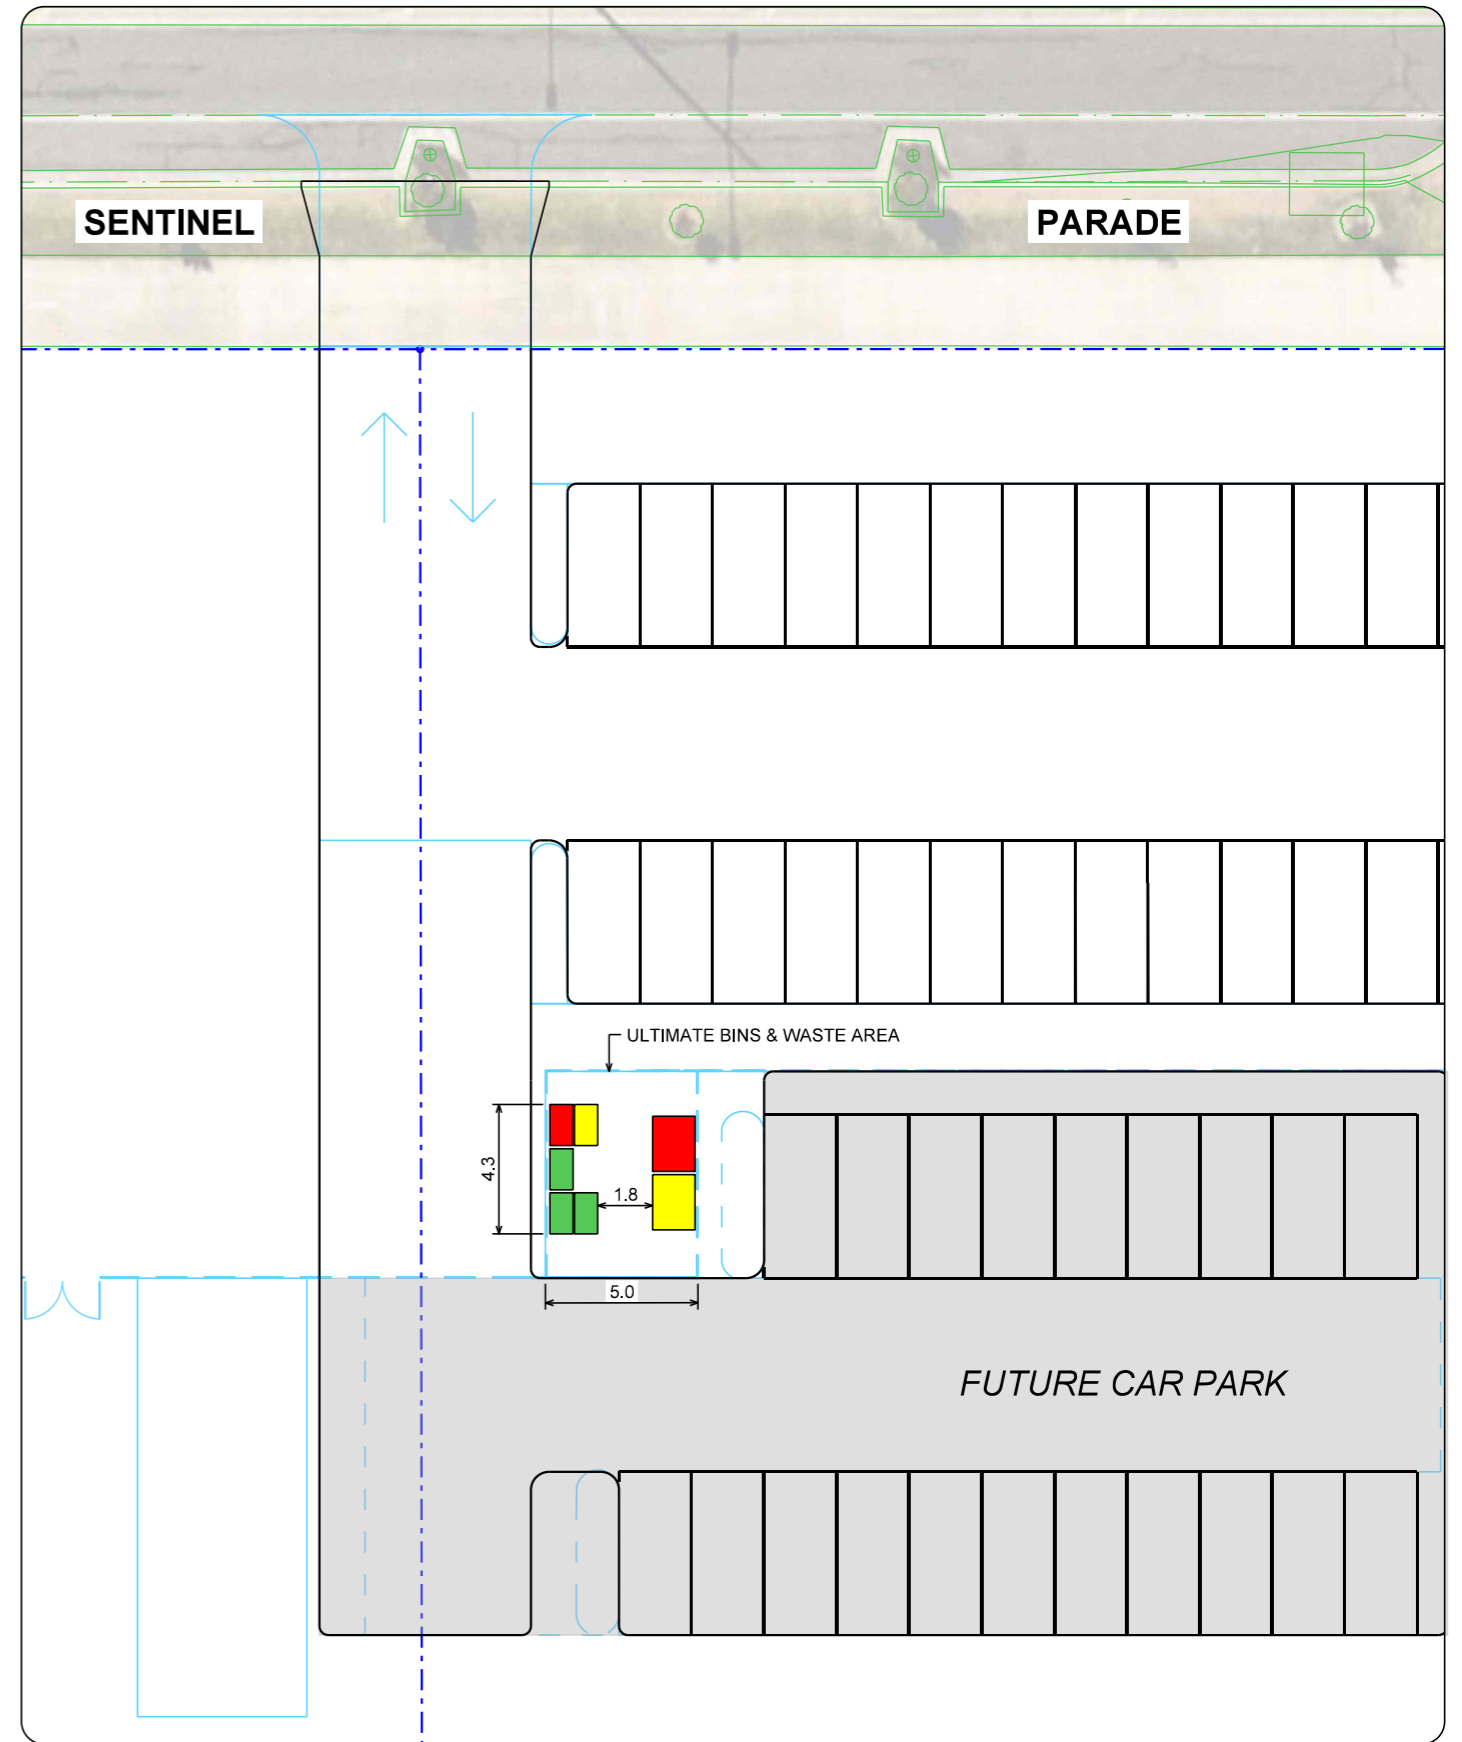 SENTINEL PARADE
ULTIMATE BINS & WASTE AREA
4.3
1.8
5.0
FUTURE CAR PARK